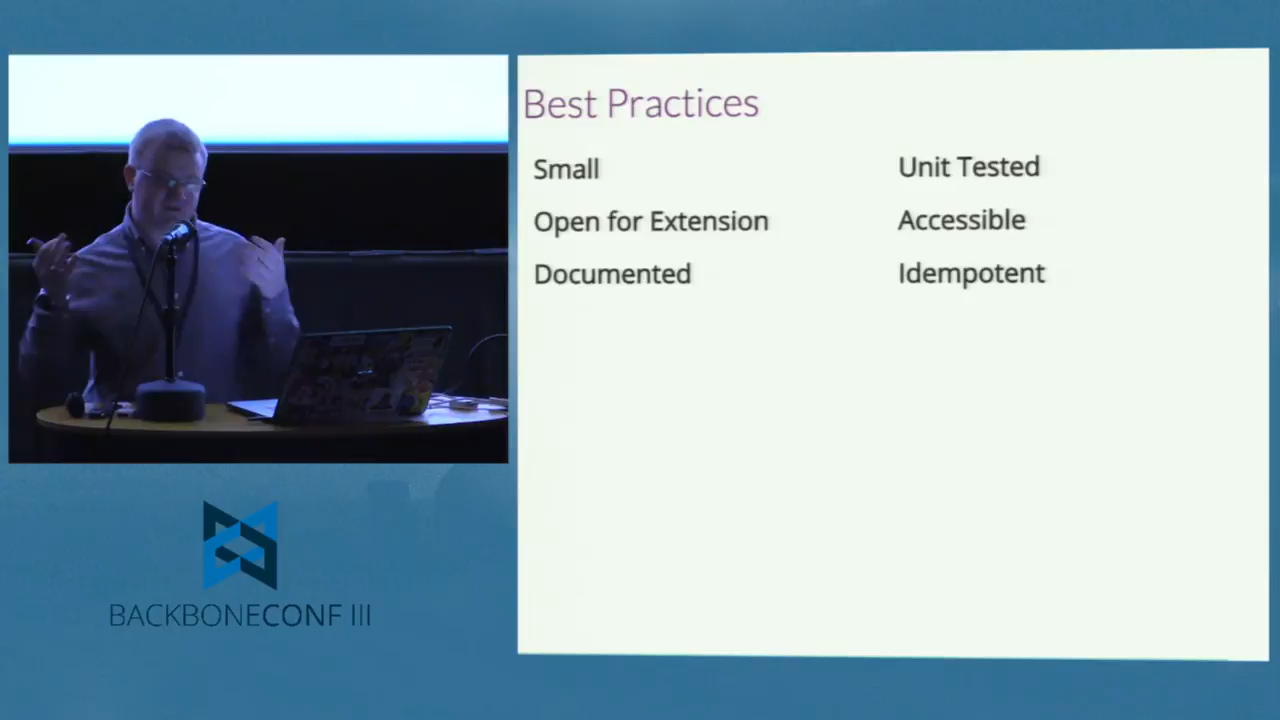 Best Practices
Small
Open for Extension
Documented
Unit Tested
Accessible
Idempotent
BACKBONECONF III